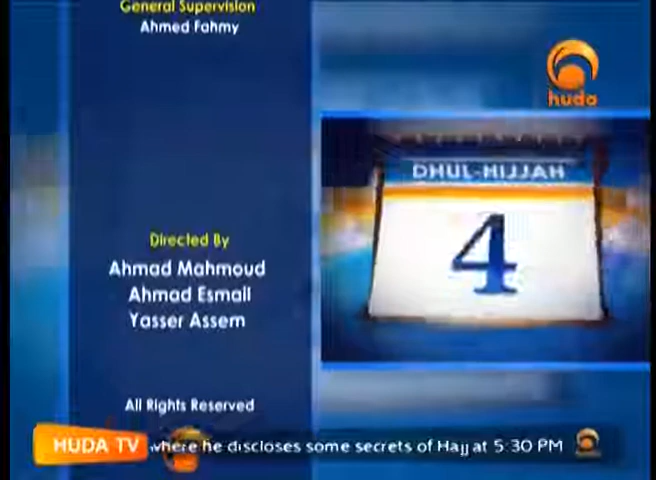 General Supervision
Ahmed Fahmy
huda
DHUL-HIJJAH
4
Directed By
Ahmad Mahmoud
Ahmad Esmail
Yasser Assem
All Rights Reserved
HUDA TV where he discloses some secrets of Hajj at 5:30 PM